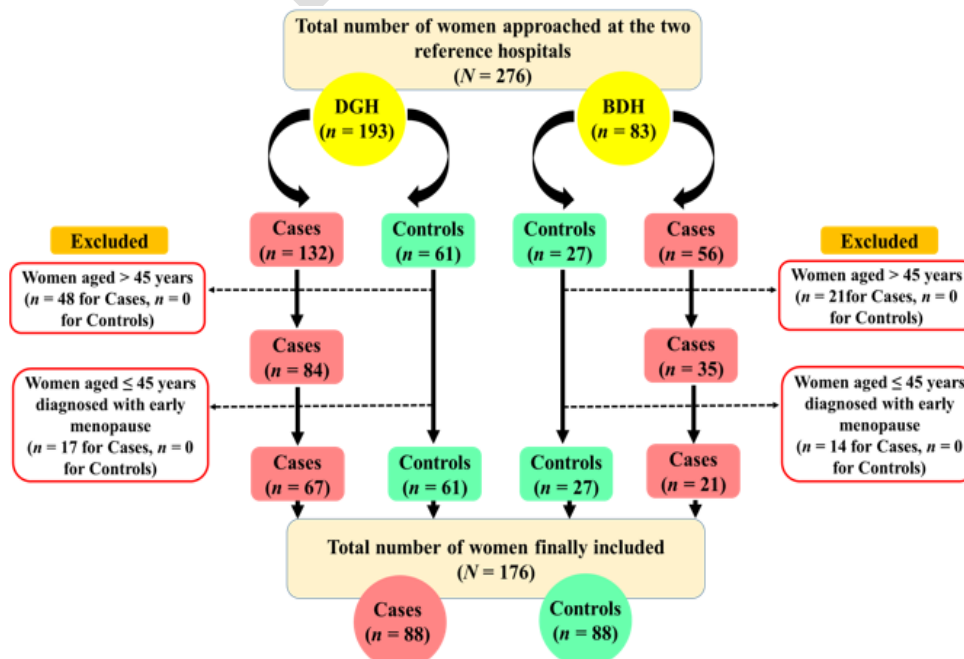 Total number of women approached at the two
reference hospitals
(N = 276)
DGH
(n = 193)
BDH
(n = 83)
Excluded
Cases
(n = 132)
Controls
(n = 61)
Controls
(n = 27)
Cases
(n = 56)
Excluded
Women aged > 45 years
(n = 48 for Cases, n = 0
for Controls)
Women aged > 45 years
(n = 21for Cases, n = 0
for Controls)
Cases
(n = 84)
Cases
(n = 35)
Women aged ≤ 45 years
diagnosed with early
menopause
(n = 17 for Cases, n = 0
for Controls)
Women aged ≤ 45 years
diagnosed with early
menopause
(n = 14 for Cases, n = 0
for Controls)
Cases
(n = 67)
Controls
(n = 61)
Controls
(n = 27)
Cases
(n = 21)
Total number of women finally included
(N = 176)
Cases
(n = 88)
Controls
(n = 88)